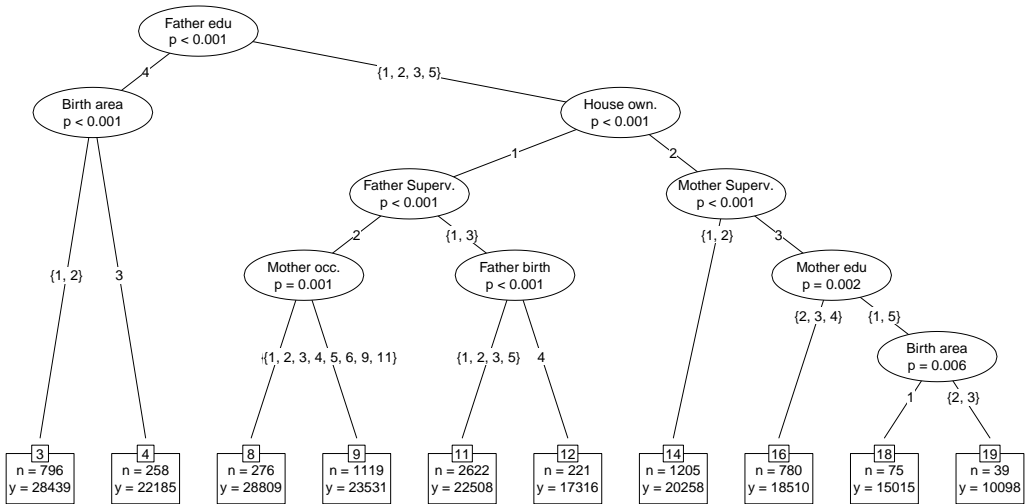 Father edu
p < 0.001
4
{1, 2, 3, 5}
Birth area
p < 0.001
House own.
p < 0.001
1
2
Father Superv.
p < 0.001
Mother Superv.
p < 0.001
2
{1, 3}
{1, 2}
3
{1, 2}
3
Mother occ.
p = 0.001
Father birth
p < 0.001
Mother edu
p = 0.002
{2, 3, 4}
{1, 5}
{1, 2, 3, 4, 5, 6, 9, 11}
{1, 2, 3, 5}
4
Birth area
p = 0.006
1
{2, 3}
3
n = 796
y = 28439
4
n = 258
y = 22185
8
n = 276
y = 28809
9
n = 1119
y = 23531
11
n = 2622
y = 22508
12
n = 221
y = 17316
14
n = 1205
y = 20258
16
n = 780
y = 18510
18
n = 75
y = 15015
19
n = 39
y = 10098